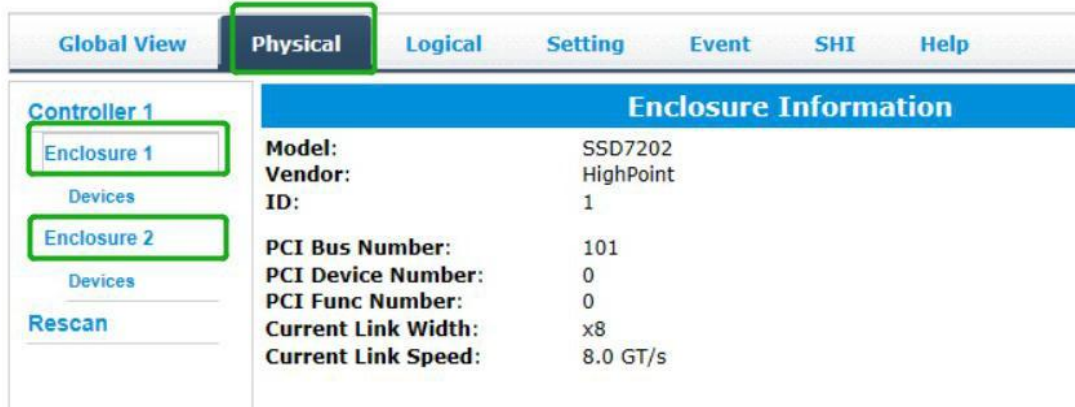 Global View Physical Logical Setting Event SHI Help
Controller 1
Enclosure 1
Devices
Enclosure 2
Devices
Rescan
Enclosure Information
Model: SSD7202
Vendor: HighPoint
ID: 1
PCI Bus Number: 101
PCI Device Number: 0
PCI Func Number: 0
Current Link Width: x8
Current Link Speed: 8.0 GT/s